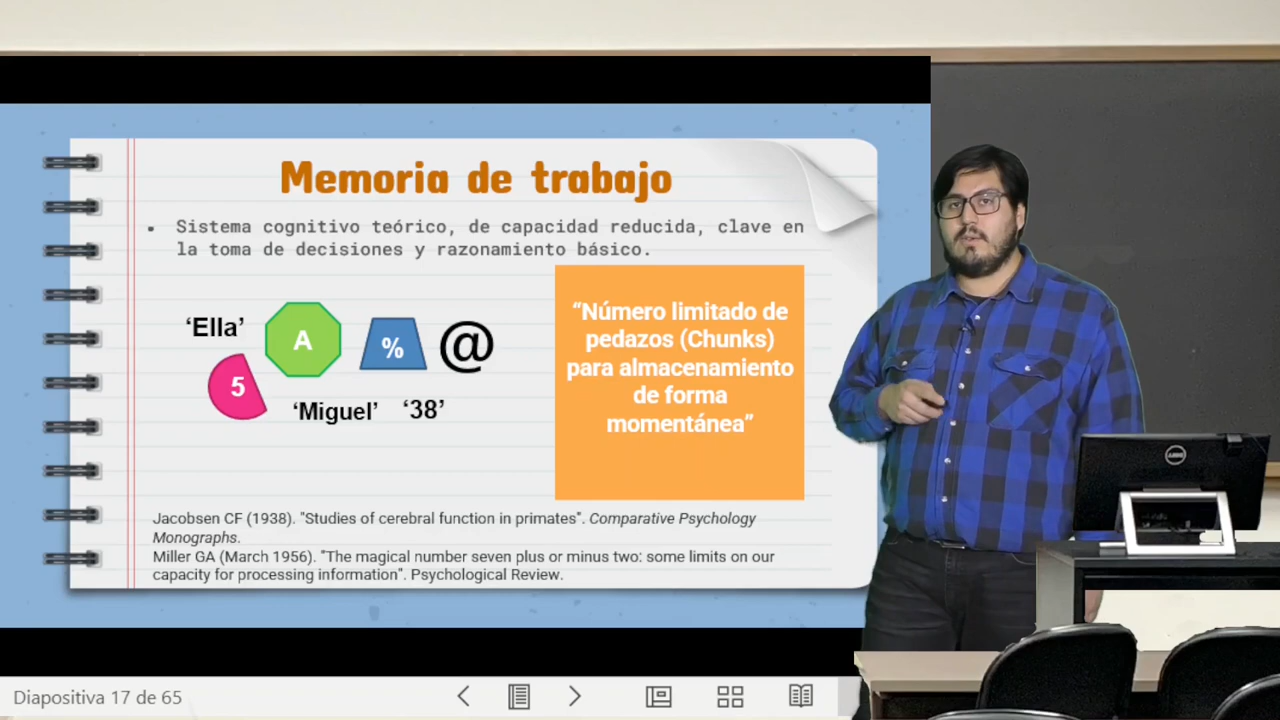 Memoria de trabajo
Sistema cognitivo teórico, de capacidad reducida, clave en
la toma de decisiones y razonamiento básico.
‘Ella’
A
%
@
5
‘Miguel’
‘38’
“Número limitado de
pedazos (Chunks)
para almacenamiento
de forma
momentánea”
Jacobsen CF (1938). "Studies of cerebral function in primates". Comparative Psychology
Monographs.
Miller GA (March 1956). "The magical number seven plus or minus two: some limits on our
capacity for processing information". Psychological Review.
DELL
Diapositiva 17 de 65